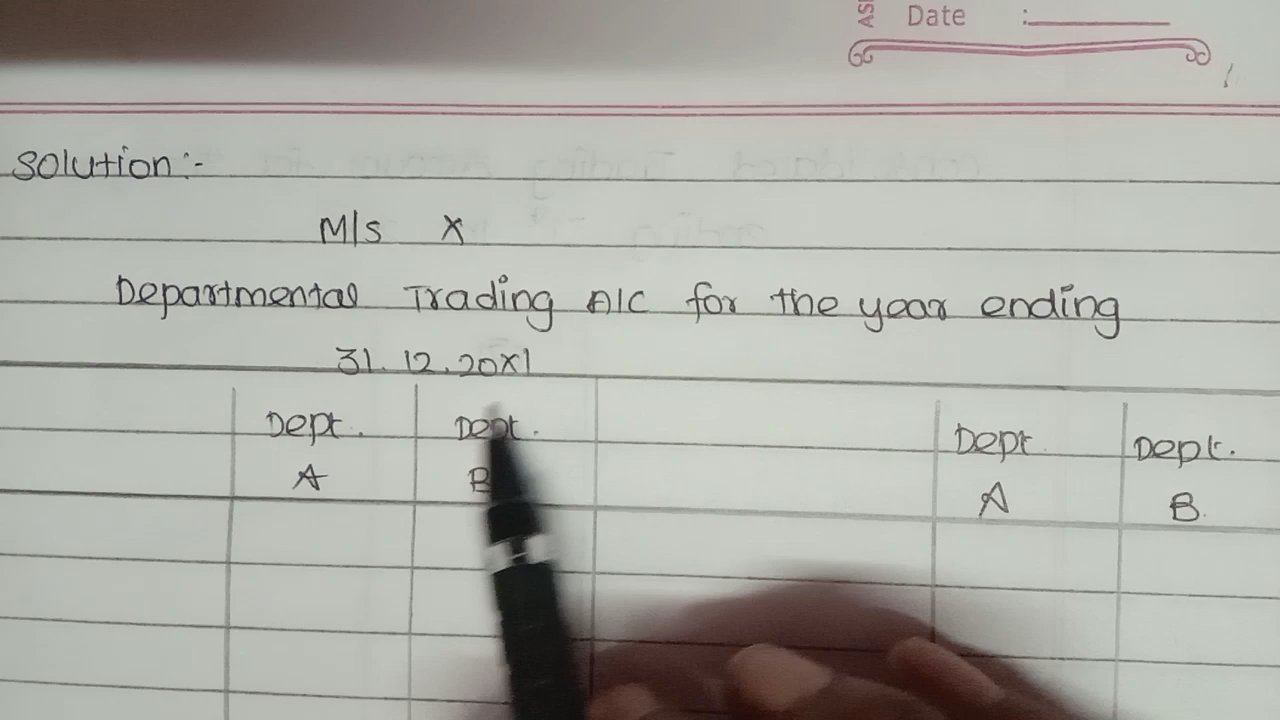 Date :
Solution :-
M/s X
Departmental Trading A/C for the year ending
31.12.20X1
Dept. Dept. Dept Dept.
A B A B.